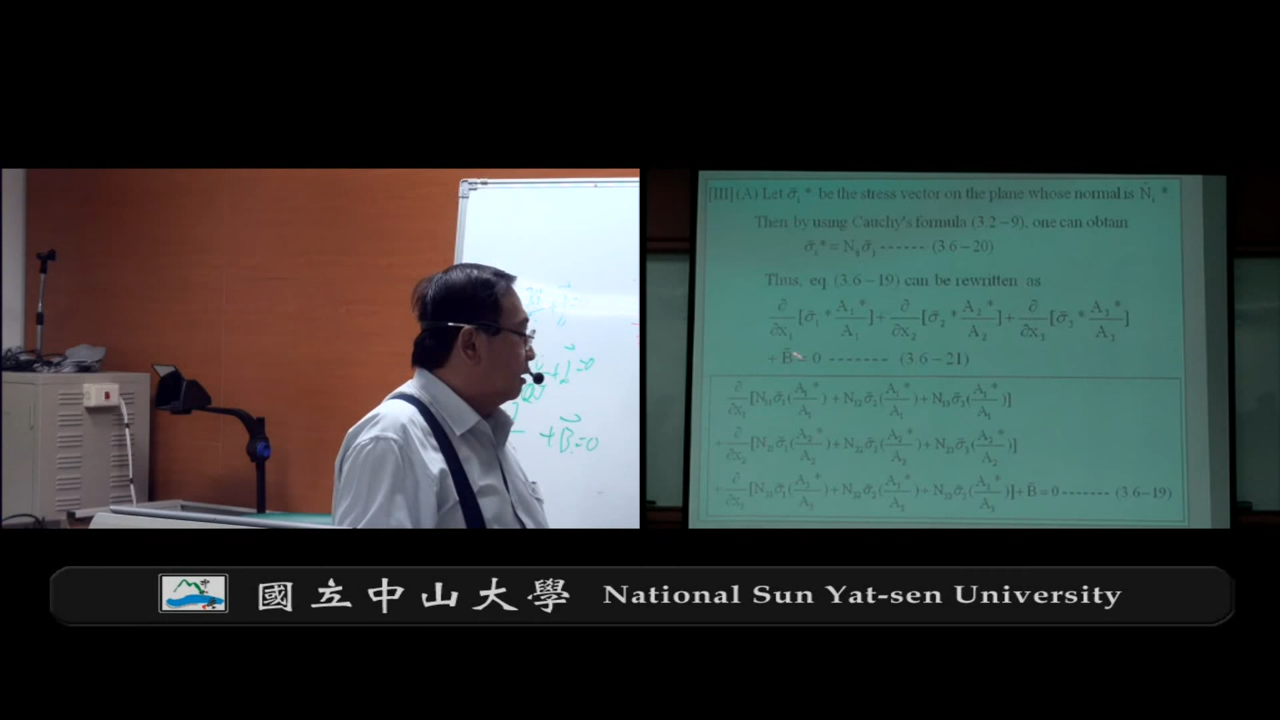 [III] (A) Let σ̄ᵢ* be the stress vector on the plane whose normal is N̄ᵢ*
Then by using Cauchy's formula (3.2−9), one can obtain
σ̄ᵢ* = Nᵢⱼσ̄ⱼ ------ (3.6−20)
Thus, eq. (3.6−19) can be rewritten as
∂/∂x₁[σ̄₁* A₁*/A₁] + ∂/∂x₂[σ̄₂* A₂*/A₂] + ∂/∂x₃[σ̄₃* A₃*/A₃]
+ B̄ = 0 ------- (3.6−21)
∂/∂x₁[N₁₁σ̄₁(A₁*/A₁) + N₁₂σ̄₂(A₁*/A₁) + N₁₃σ̄₃(A₁*/A₁)]
+ ∂/∂x₂[N₂₁σ̄₁(A₂*/A₂) + N₂₂σ̄₂(A₂*/A₂) + N₂₃σ̄₃(A₂*/A₂)]
+ ∂/∂x₃[N₃₁σ̄₁(A₃*/A₃) + N₃₂σ̄₂(A₃*/A₃) + N₃₃σ̄₃(A₃*/A₃)] + B̄ = 0 ------- (3.6−19)
+B⃗=0
國立中山大學 National Sun Yat-sen University